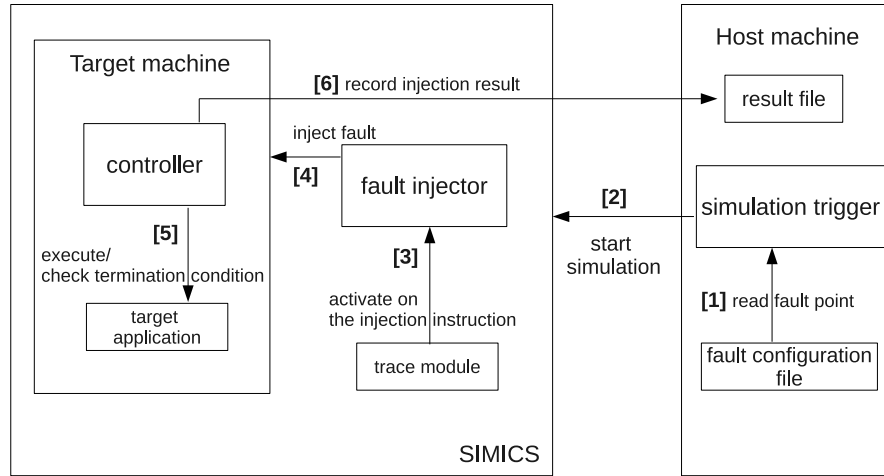 Target machine
Host machine
[6] record injection result
result file
controller
inject fault
[4]
fault injector
[2]
simulation trigger
start
simulation
[5]
execute/
check termination condition
[3]
activate on
the injection instruction
[1] read fault point
target
application
trace module
fault configuration
file
SIMICS